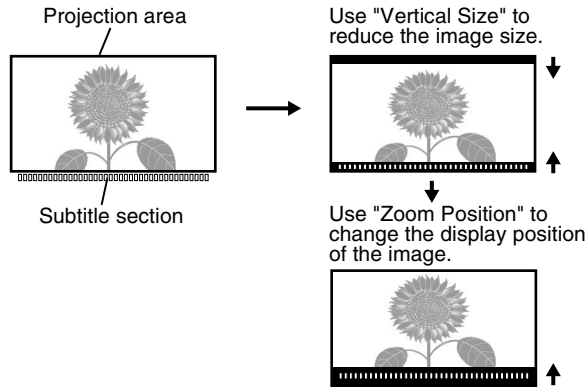 Projection area
Subtitle section
Use "Vertical Size" to
reduce the image size.
Use "Zoom Position" to
change the display position
of the image.